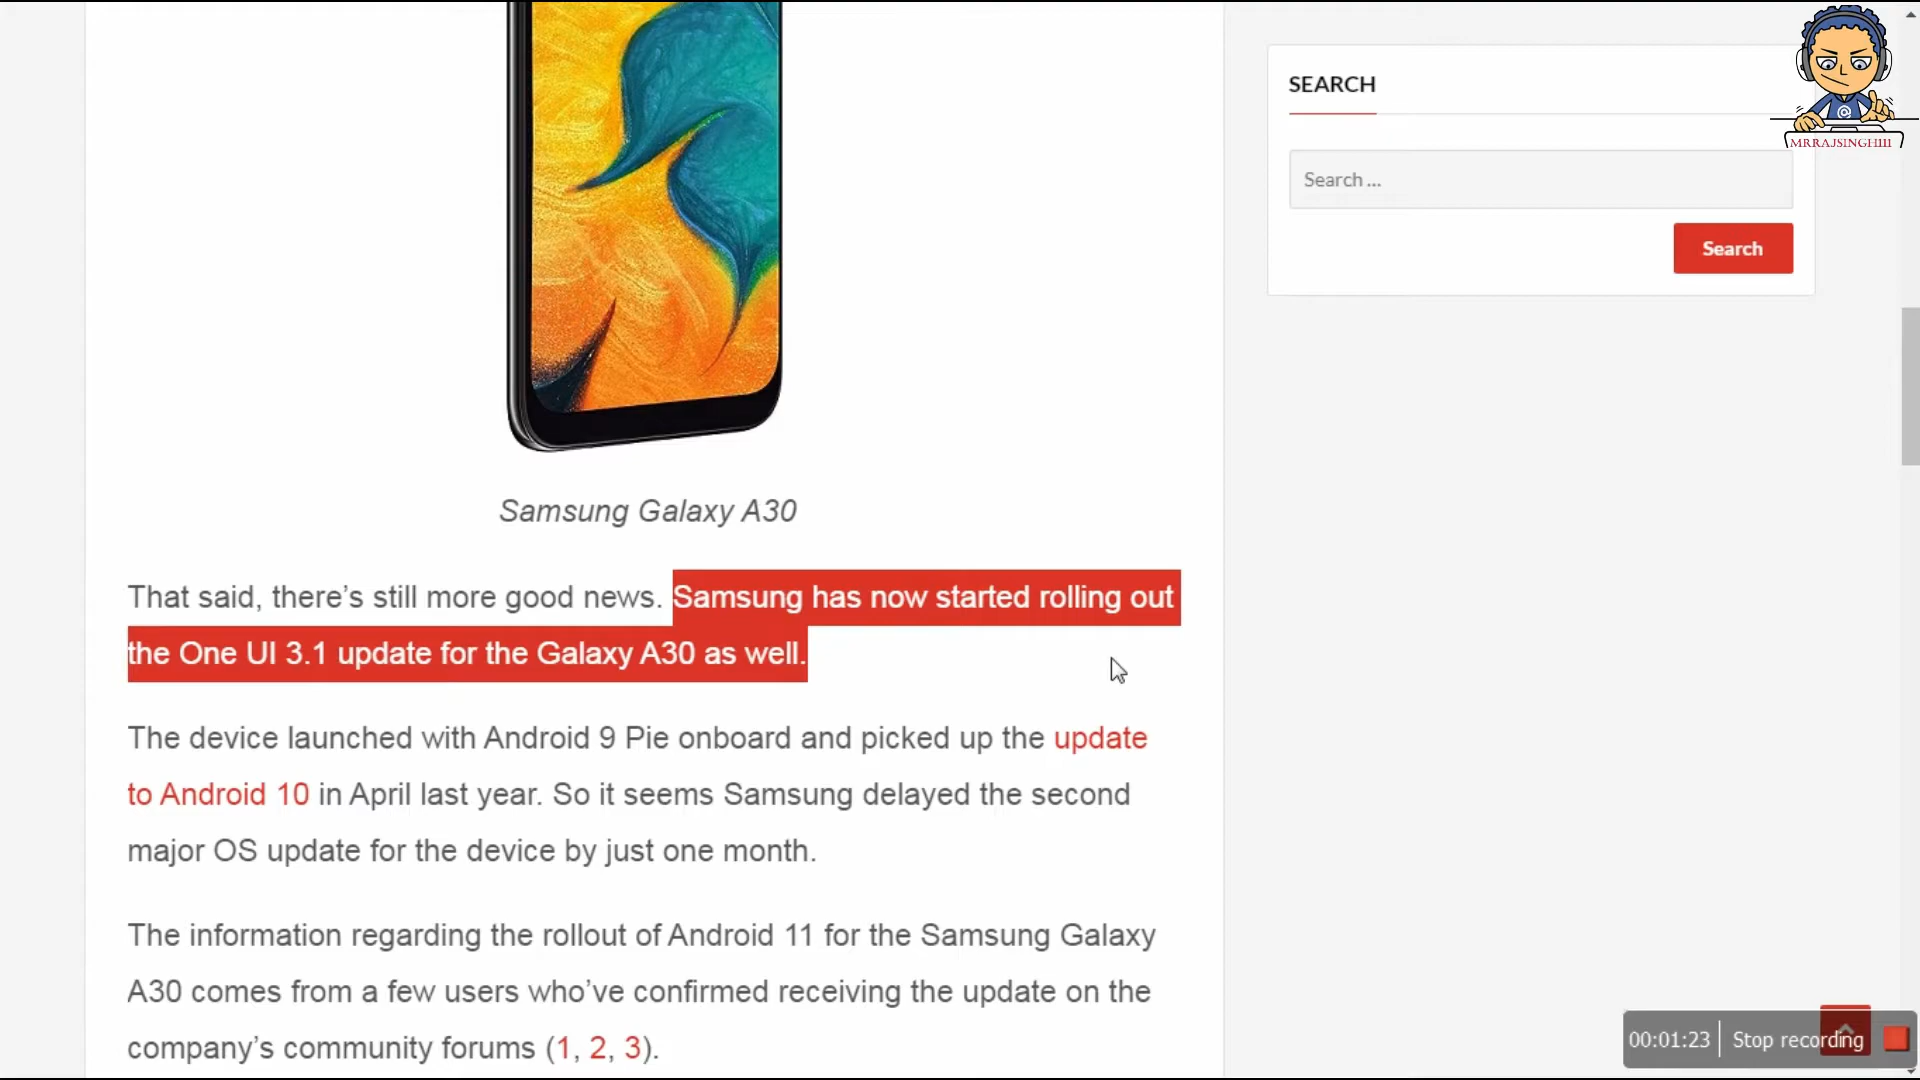 SEARCH
MRRAJSINGH111
Search ...
Search
Samsung Galaxy A30
That said, there’s still more good news. Samsung has now started rolling out
the One UI 3.1 update for the Galaxy A30 as well.
The device launched with Android 9 Pie onboard and picked up the update
to Android 10 in April last year. So it seems Samsung delayed the second
major OS update for the device by just one month.
The information regarding the rollout of Android 11 for the Samsung Galaxy
A30 comes from a few users who’ve confirmed receiving the update on the
company’s community forums (1, 2, 3).
00:01:23 Stop recording